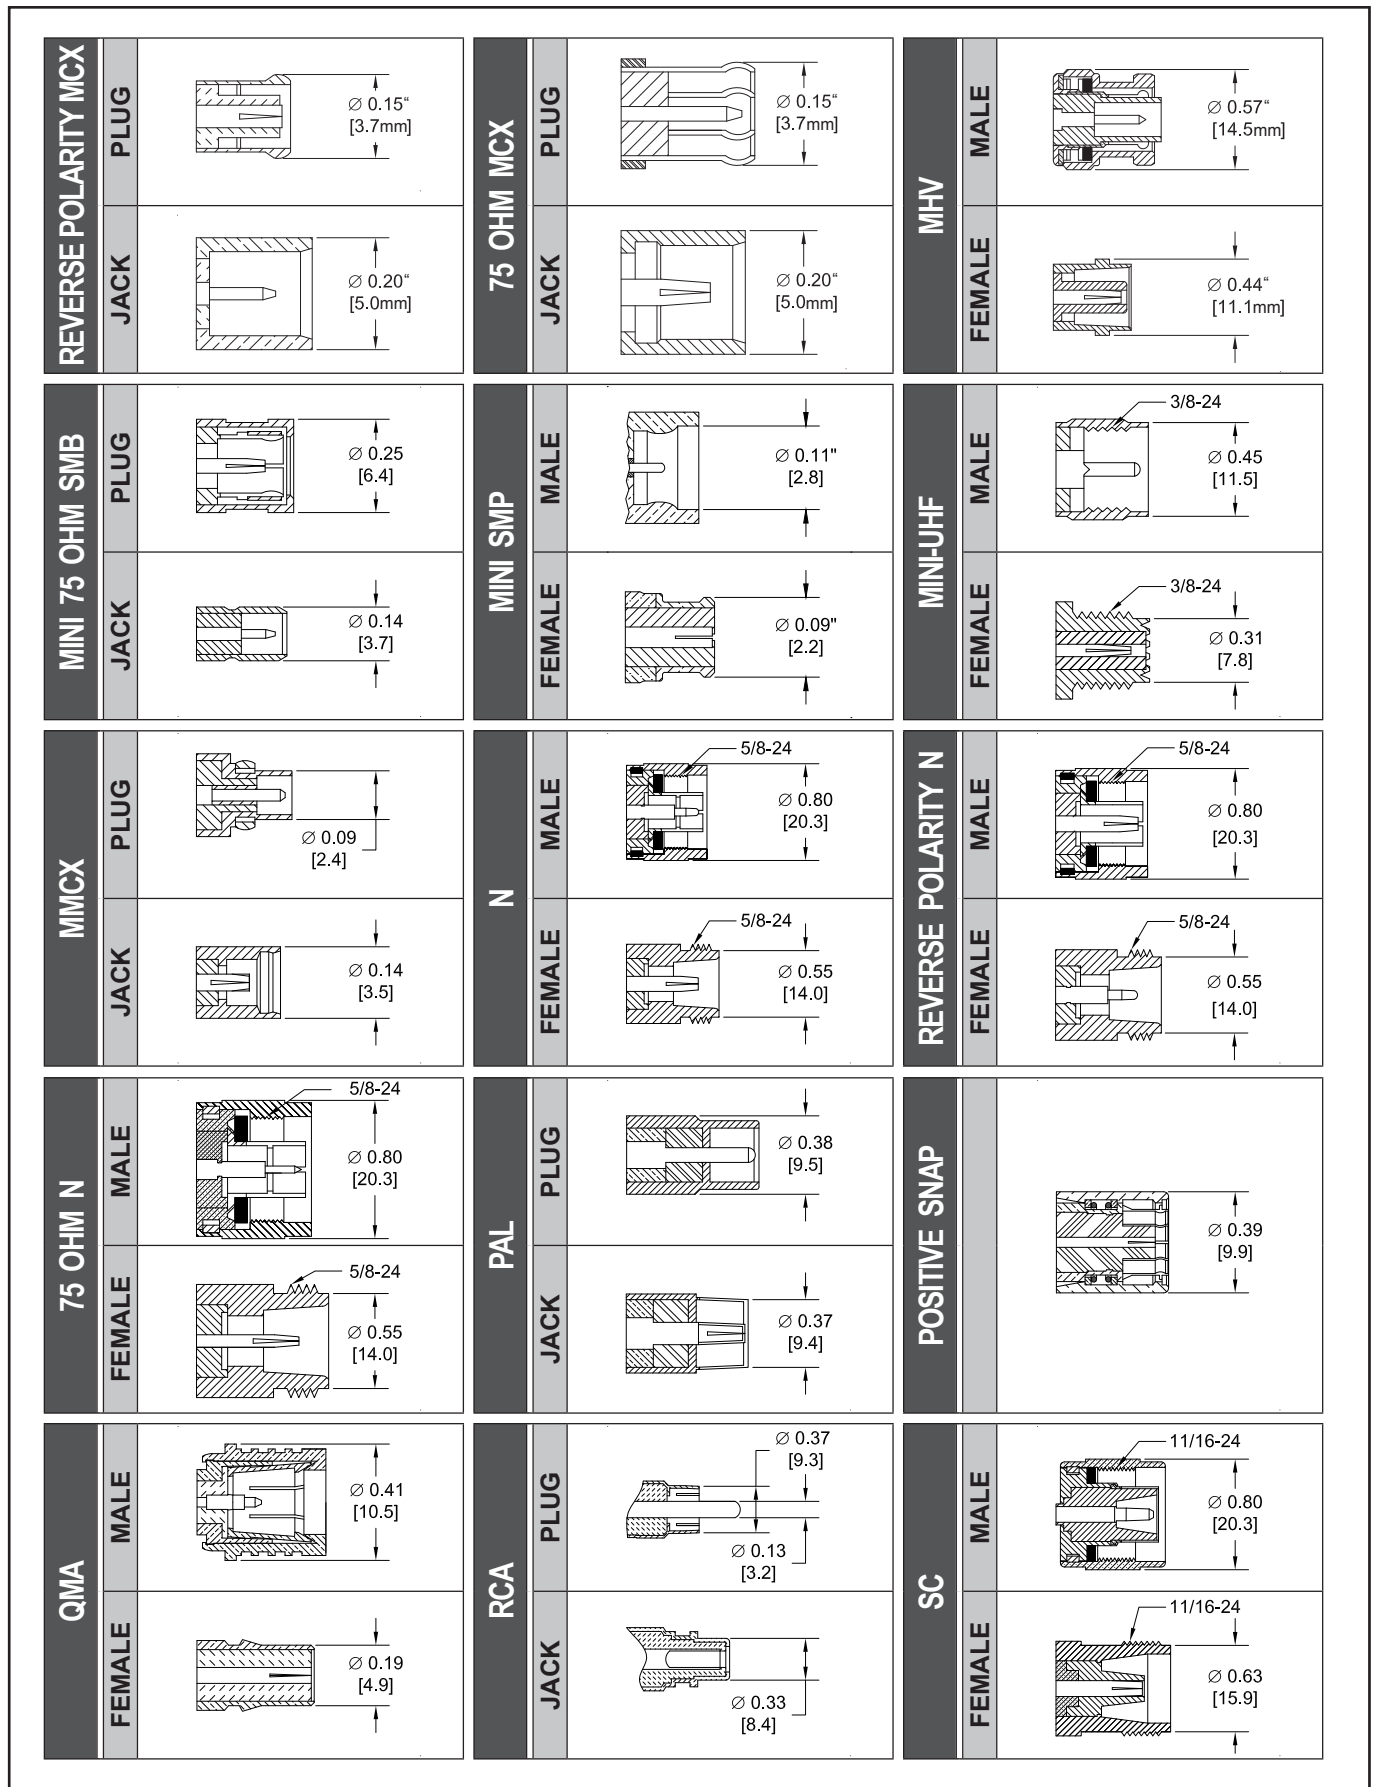 REVERSE POLARITY MCX
PLUG
Ø 0.15“
[3.7mm]
JACK
Ø 0.20“
[5.0mm]
75 OHM MCX
PLUG
Ø 0.15“
[3.7mm]
JACK
Ø 0.20“
[5.0mm]
MHV
MALE
Ø 0.57“
[14.5mm]
FEMALE
Ø 0.44“
[11.1mm]
MINI 75 OHM SMB
PLUG
Ø 0.25
[6.4]
JACK
Ø 0.14
[3.7]
MINI SMP
MALE
Ø 0.11"
[2.8]
FEMALE
Ø 0.09"
[2.2]
MINI-UHF
MALE
3/8-24
Ø 0.45
[11.5]
FEMALE
3/8-24
Ø 0.31
[7.8]
MMCX
PLUG
Ø 0.09
[2.4]
JACK
Ø 0.14
[3.5]
N
MALE
5/8-24
Ø 0.80
[20.3]
FEMALE
5/8-24
Ø 0.55
[14.0]
REVERSE POLARITY N
MALE
5/8-24
Ø 0.80
[20.3]
FEMALE
5/8-24
Ø 0.55
[14.0]
75 OHM N
MALE
5/8-24
Ø 0.80
[20.3]
FEMALE
5/8-24
Ø 0.55
[14.0]
PAL
PLUG
Ø 0.38
[9.5]
JACK
Ø 0.37
[9.4]
POSITIVE SNAP
Ø 0.39
[9.9]
QMA
MALE
Ø 0.41
[10.5]
FEMALE
Ø 0.19
[4.9]
RCA
PLUG
Ø 0.37
[9.3]
Ø 0.13
[3.2]
JACK
Ø 0.33
[8.4]
SC
MALE
11/16-24
Ø 0.80
[20.3]
FEMALE
11/16-24
Ø 0.63
[15.9]